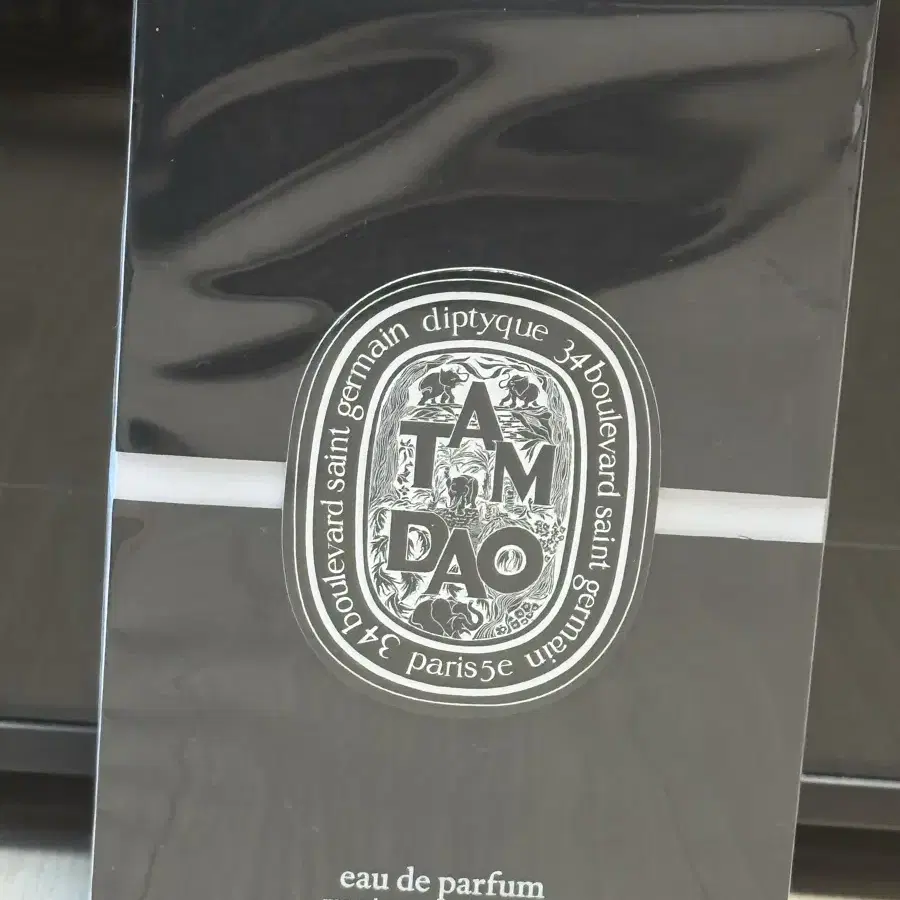 diptyque 34 boulevard saint germain paris 5e 34 boulevard saint germain
TAM
DAO
eau de parfum